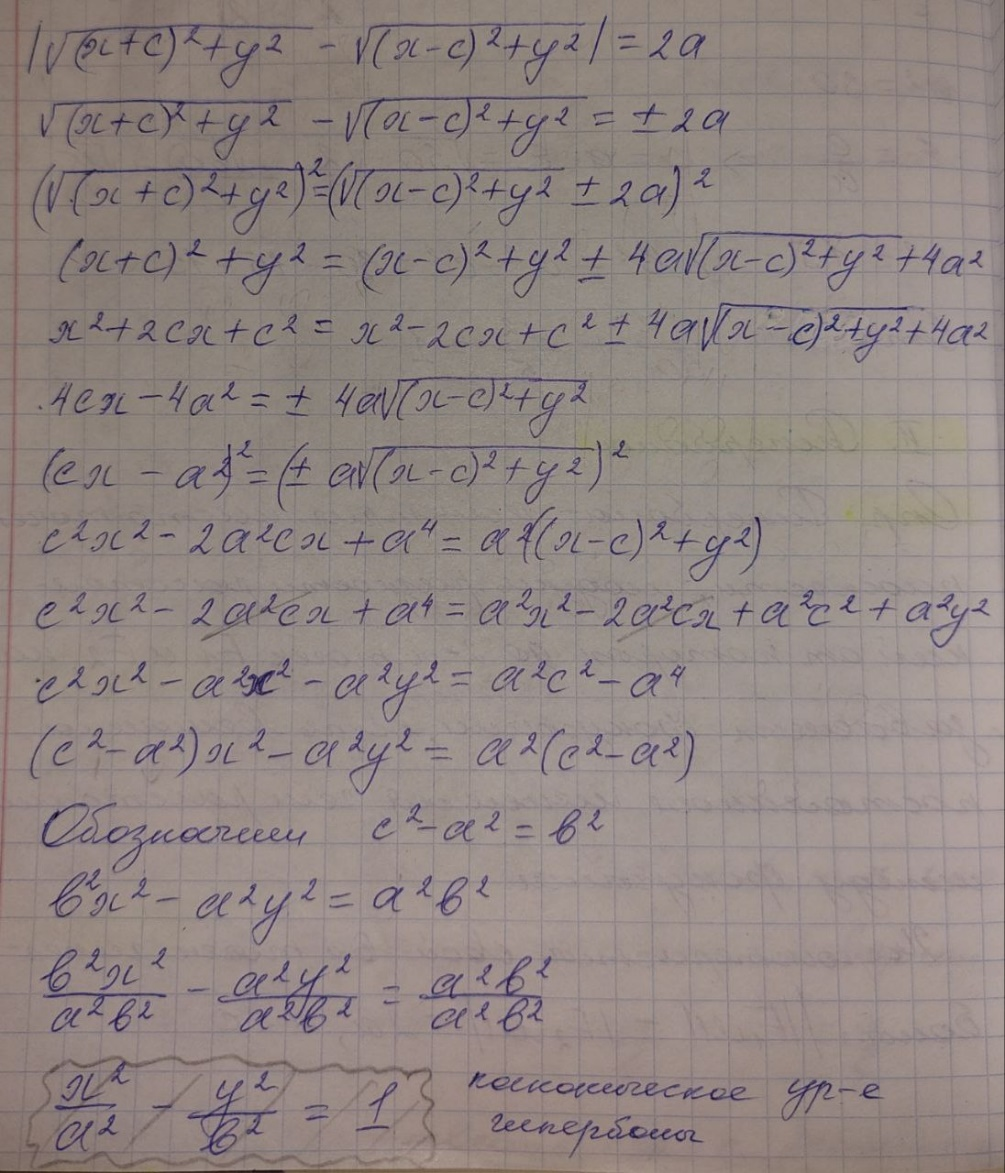 |√(x+c)²+y² - √(x-c)²+y²| = 2a
√(x+c)²+y² - √(x-c)²+y² = ± 2a
(√(x+c)²+y²)² = (√(x-c)²+y² ± 2a)²
(x+c)² + y² = (x-c)² + y² ± 4a√(x-c)²+y² + 4a²
x² + 2cx + c² = x² - 2cx + c² ± 4a√(x-c)²+y² + 4a²
4cx - 4a² = ± 4a√(x-c)²+y²
(cx - a²)² = (± a√(x-c)²+y²)²
c²x² - 2a²cx + a⁴ = a²((x-c)² + y²)
c²x² - 2a²cx + a⁴ = a²x² - 2a²cx + a²c² + a²y²
c²x² - a²x² - a²y² = a²c² - a⁴
(c² - a²)x² - a²y² = a²(c² - a²)
Обозначим c² - a² = b²
b²x² - a²y² = a²b²
b²x²/a²b² - a²y²/a²b² = a²b²/a²b²
x²/a² - y²/b² = 1 каноническое ур-е
гиперболы